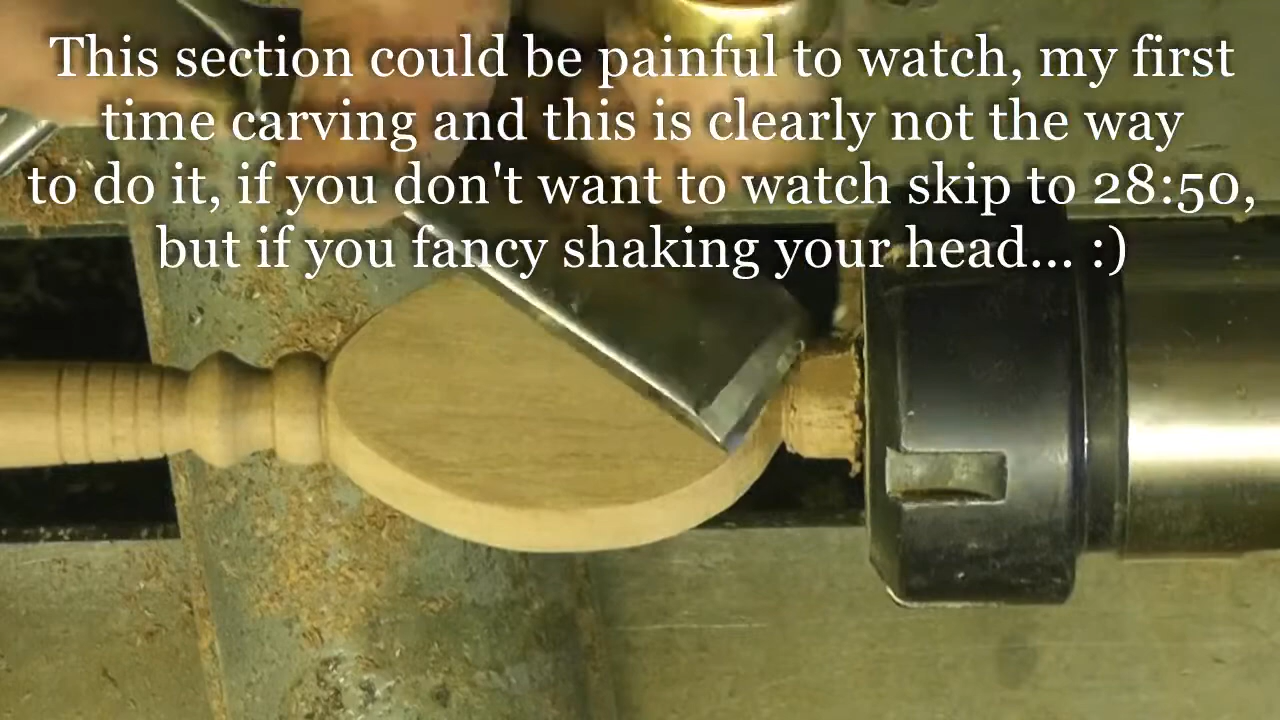 This section could be painful to watch, my first
time carving and this is clearly not the way
to do it, if you don't want to watch skip to 28:50,
but if you fancy shaking your head... :)